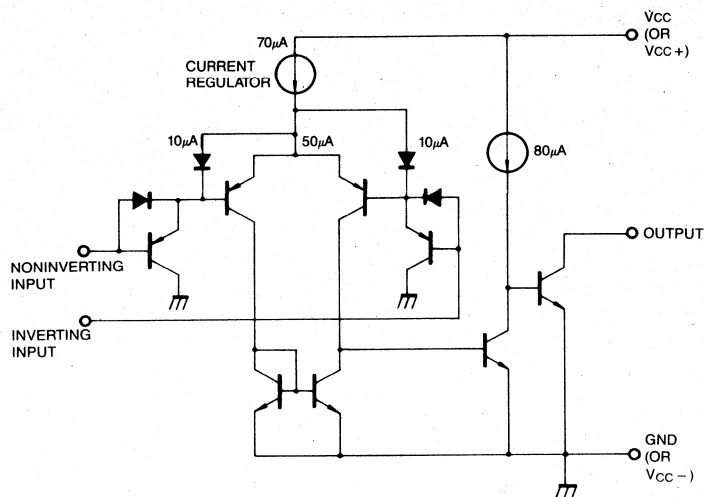 70μA
VCC
(OR
VCC+)
CURRENT
REGULATOR
10μA
50μA
10μA
80μA
OUTPUT
NONINVERTING
INPUT
INVERTING
INPUT
GND
(OR
VCC−)